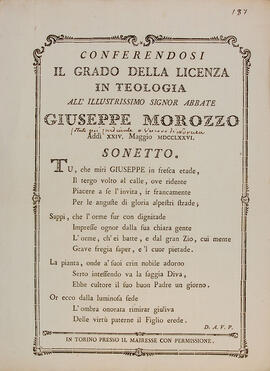 187
CONFERENDOSI
IL GRADO DELLA LICENZA
IN TEOLOGIA
ALL' ILLUSTRISSIMO SIGNOR ABBATE
GIUSEPPE MOROZZO
Addì XXIV. Maggio MDCCLXXVI.
SONETTO.
TU, che miri GIUSEPPE in fresca etade,
Il tergo volto al calle, ove ridente
Piacere a se l'invita, ir francamente
Per le anguste di gloria alpestri strade;
Sappi, che l'orme fur con dignitade
Impresse ognor dalla sua chiara gente
L'orme, ch'ei batte, e dal gran Zio, cui mente
Grave fregia saper, e 'l cuor pietade.
La pianta, onde a' suoi crin nobile adorno
Serto intessendo va la saggia Diva,
Ebbe cultore il suo buon Padre un giorno.
Or ecco dalla luminosa sede
L'ombra onorata rimirar giuliva
Delle virtù paterne il Figlio erede.
D. A. V. P.
IN TORINO PRESSO IL MAIRESSE CON PERMISSIONE.